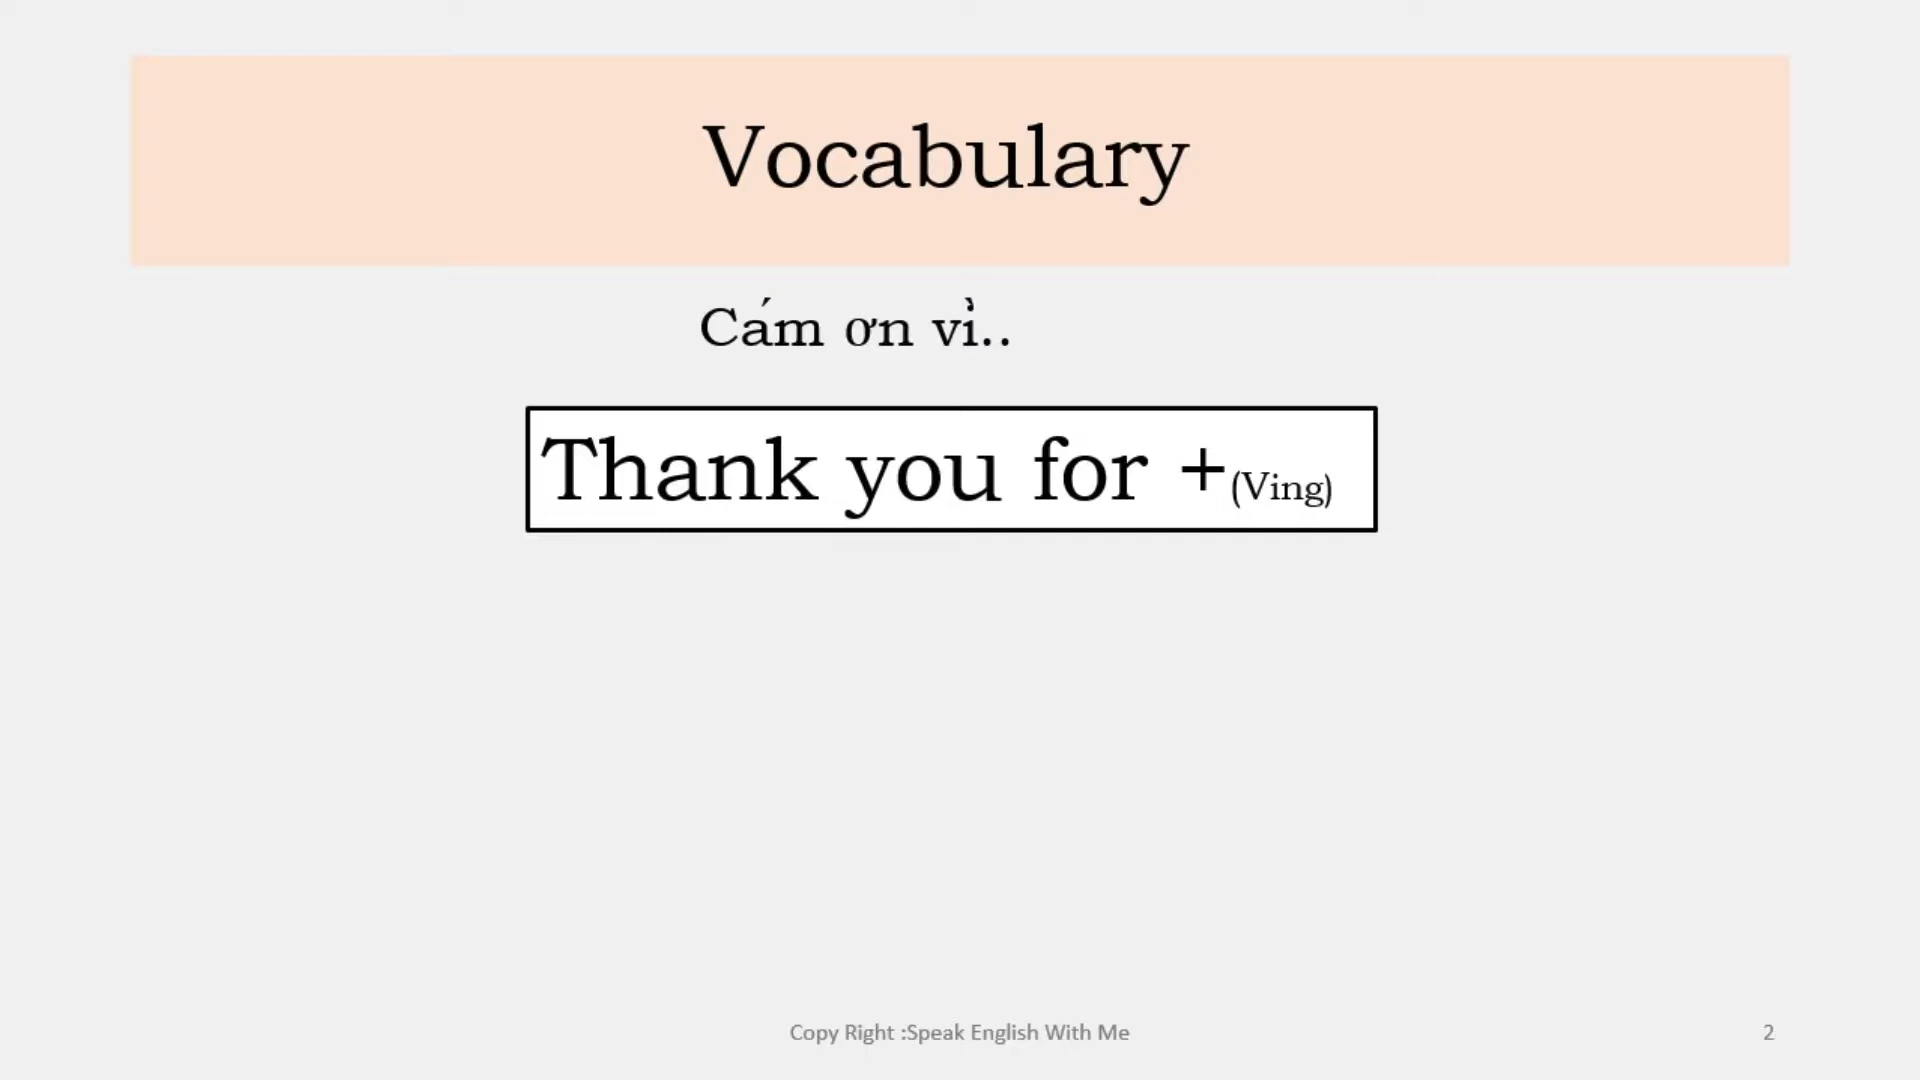 Vocabulary
Cám ơn vì..
Thank you for +(Ving)
Copy Right :Speak English With Me
2